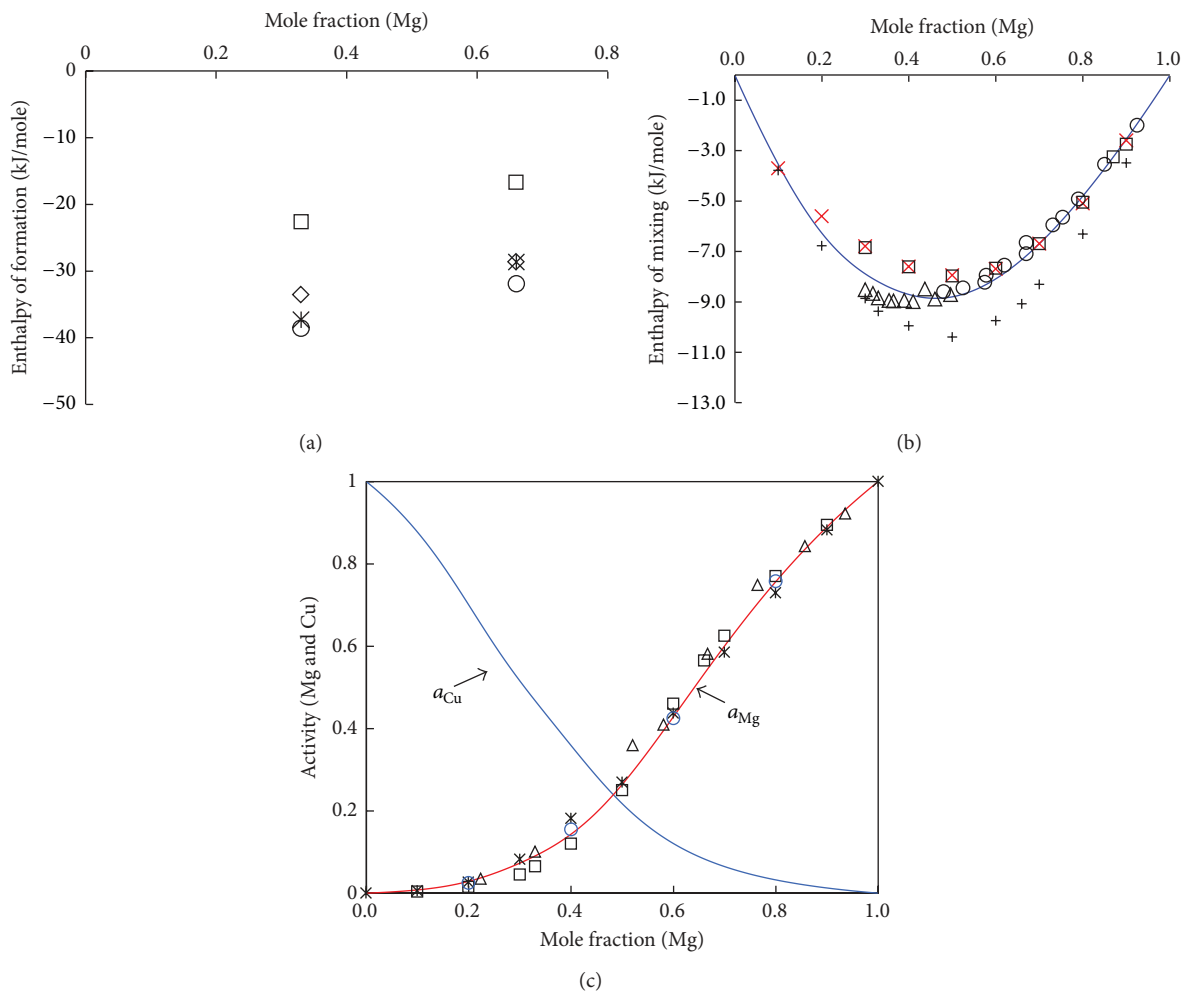 Mole fraction (Mg)
0 0.2 0.4 0.6 0.8
Enthalpy of formation (kJ/mole)
0
−10
−20
−30
−40
−50
(a)
Mole fraction (Mg)
0.0 0.2 0.4 0.6 0.8 1.0
Enthalpy of mixing (kJ/mole)
−1.0
−3.0
−5.0
−7.0
−9.0
−11.0
−13.0
(b)
Activity (Mg and Cu)
1
0.8
0.6
0.4
0.2
0
aCu
aMg
0.0 0.2 0.4 0.6 0.8 1.0
Mole fraction (Mg)
(c)